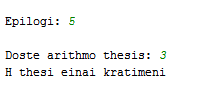 Epilogi: 5
Doste arithmo thesis: 3
H thesi einai kratimeni